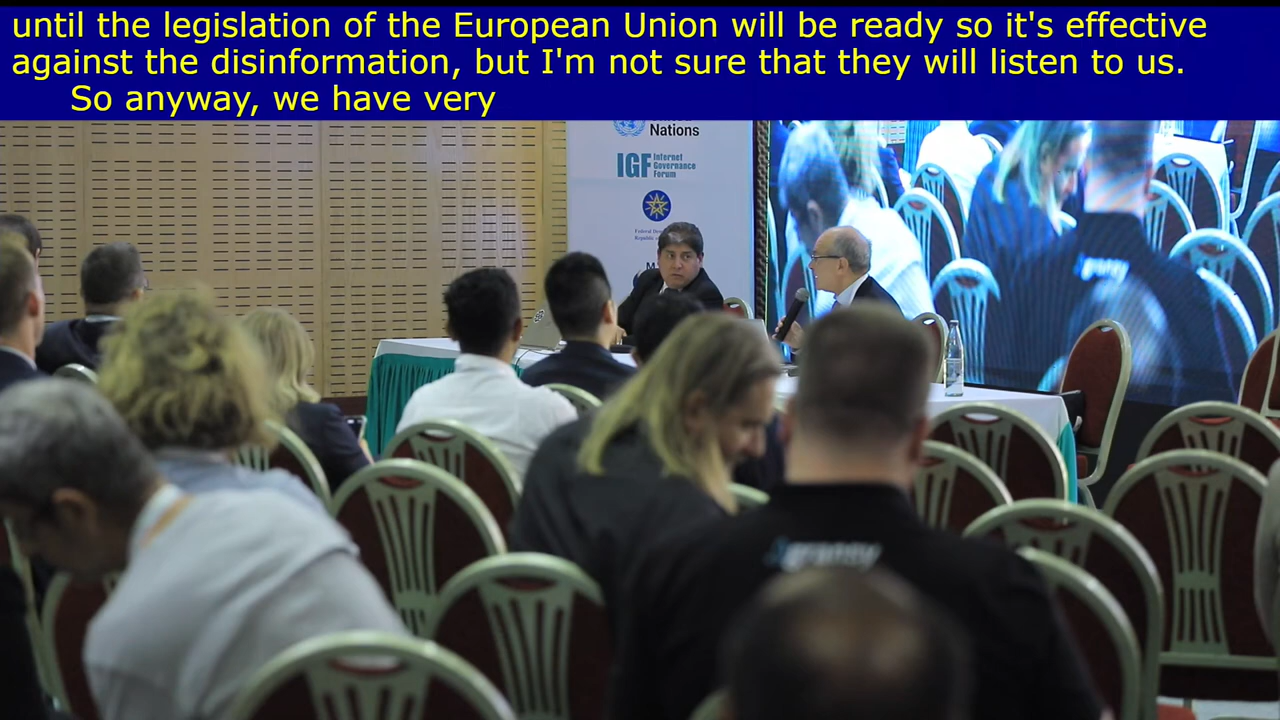 until the legislation of the European Union will be ready so it's effective
against the disinformation, but I'm not sure that they will listen to us.
So anyway, we have very
Nations
IGF Internet
Governance
Forum